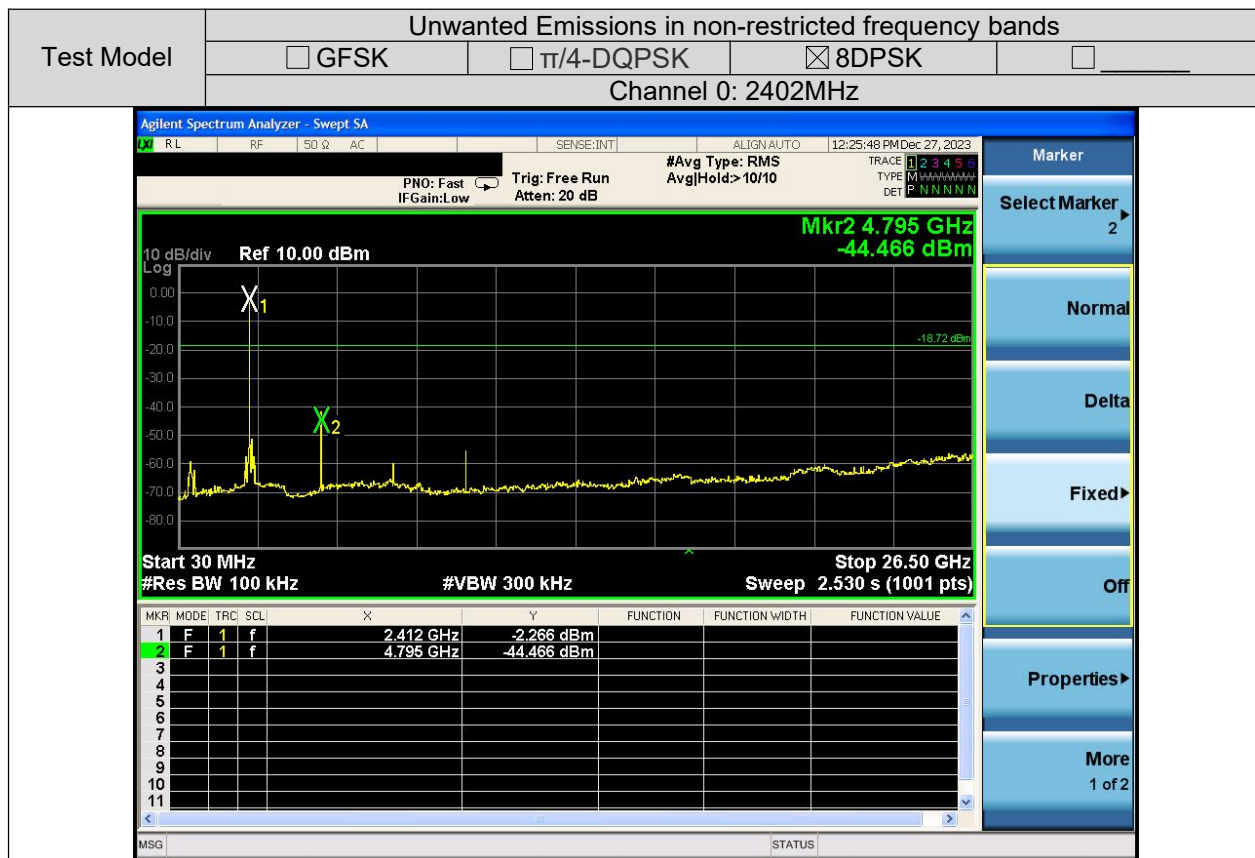 Test Model
Unwanted Emissions in non-restricted frequency bands
☐ GFSK ☐ π/4-DQPSK ☒ 8DPSK ☐ ______
Channel 0: 2402MHz
Agilent Spectrum Analyzer - Swept SA
LXI RL RF 50 Ω AC SENSE:INT ALIGN AUTO 12:25:48 PM Dec 27, 2023
PNO: Fast Trig: Free Run #Avg Type: RMS TRACE 1 2 3 4 5 6
IFGain:Low Atten: 20 dB Avg|Hold:>10/10 TYPE M
DET P N N N N N
Mkr2 4.795 GHz
-44.466 dBm
10 dB/div Ref 10.00 dBm
Log
0.00
1
-10.0
-18.72 dBm
-20.0
-30.0
-40.0
2
-50.0
-60.0
-70.0
-80.0
Start 30 MHz Stop 26.50 GHz
#Res BW 100 kHz #VBW 300 kHz Sweep 2.530 s (1001 pts)
MKR MODE TRC SCL X Y FUNCTION FUNCTION WIDTH FUNCTION VALUE
1 F 1 f 2.412 GHz -2.266 dBm
2 F 1 f 4.795 GHz -44.466 dBm
3
4
5
6
7
8
9
10
11
MSG STATUS
Marker
Select Marker
2
Normal
Delta
Fixed
Off
Properties
More
1 of 2